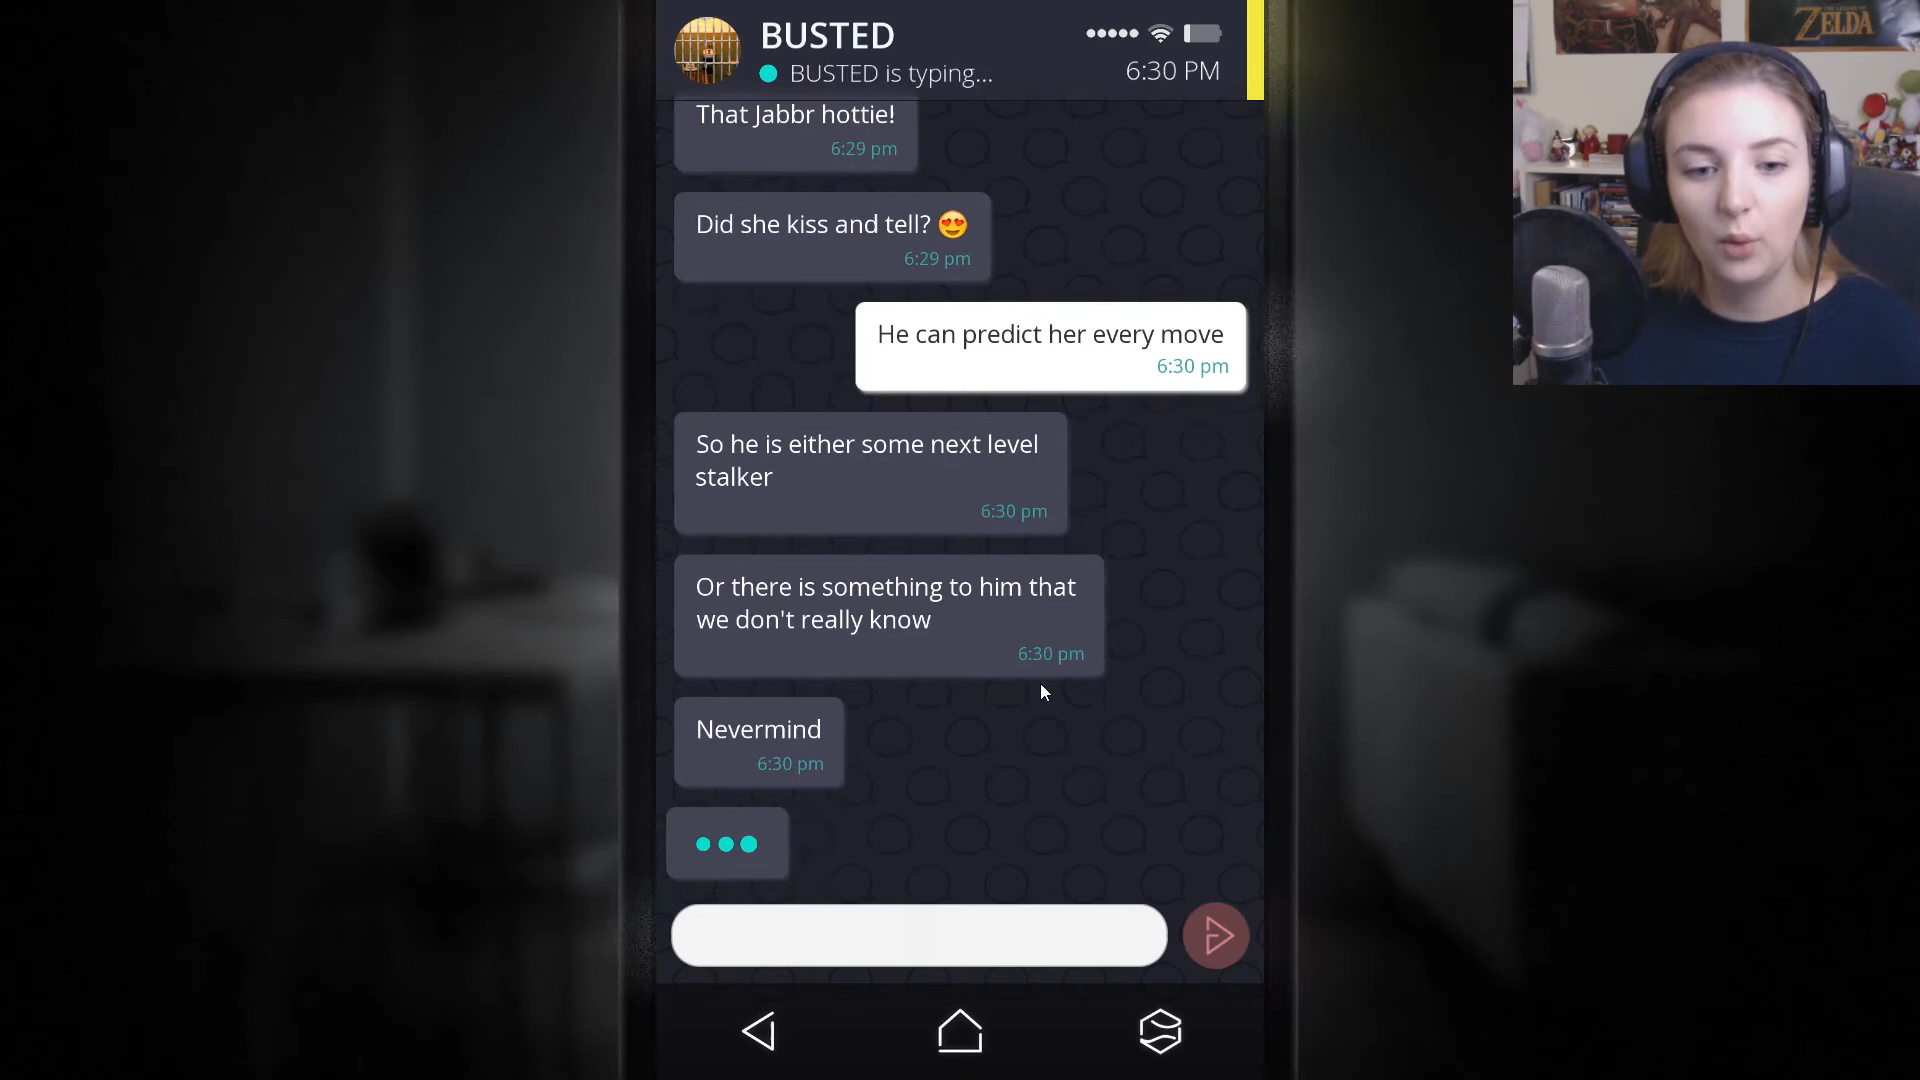 BUSTED
BUSTED is typing...
6:30 PM
That Jabbr hottie!
6:29 pm
Did she kiss and tell? 😍
6:29 pm
He can predict her every move
6:30 pm
So he is either some next level
stalker
6:30 pm
Or there is something to him that
we don't really know
6:30 pm
Nevermind
6:30 pm
THE LEGEND OF
ZELDA